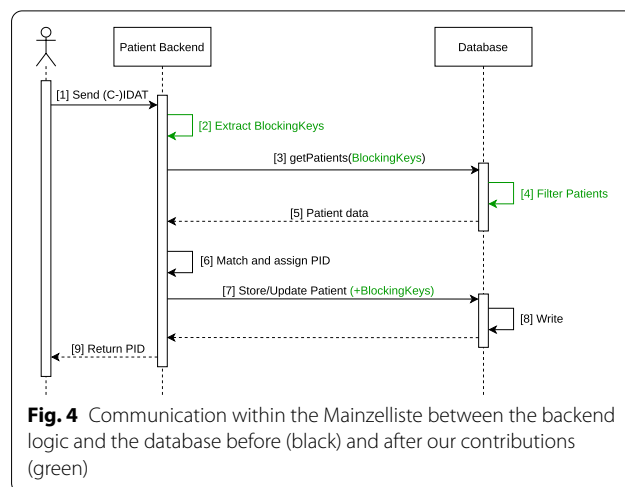 Patient Backend
Database
[1] Send (C-)IDAT
[2] Extract BlockingKeys
[3] getPatients(BlockingKeys)
[4] Filter Patients
[5] Patient data
[6] Match and assign PID
[7] Store/Update Patient (+BlockingKeys)
[8] Write
[9] Return PID
Fig. 4 Communication within the Mainzelliste between the backend
logic and the database before (black) and after our contributions
(green)